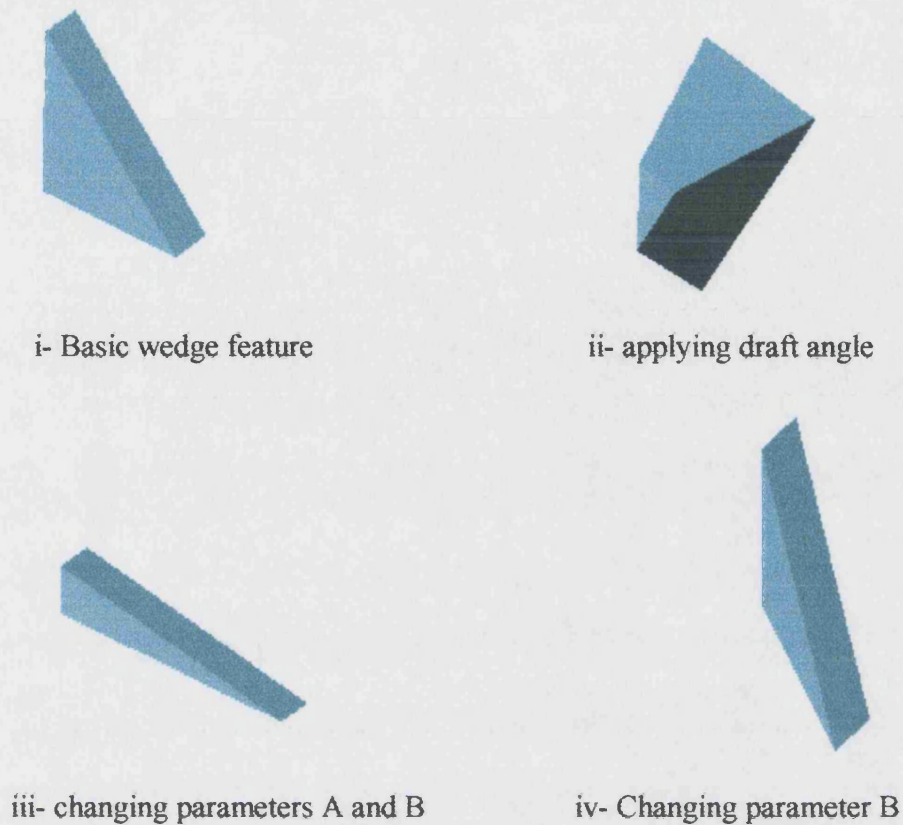 i- Basic wedge feature
ii- applying draft angle
iii- changing parameters A and B
iv- Changing parameter B